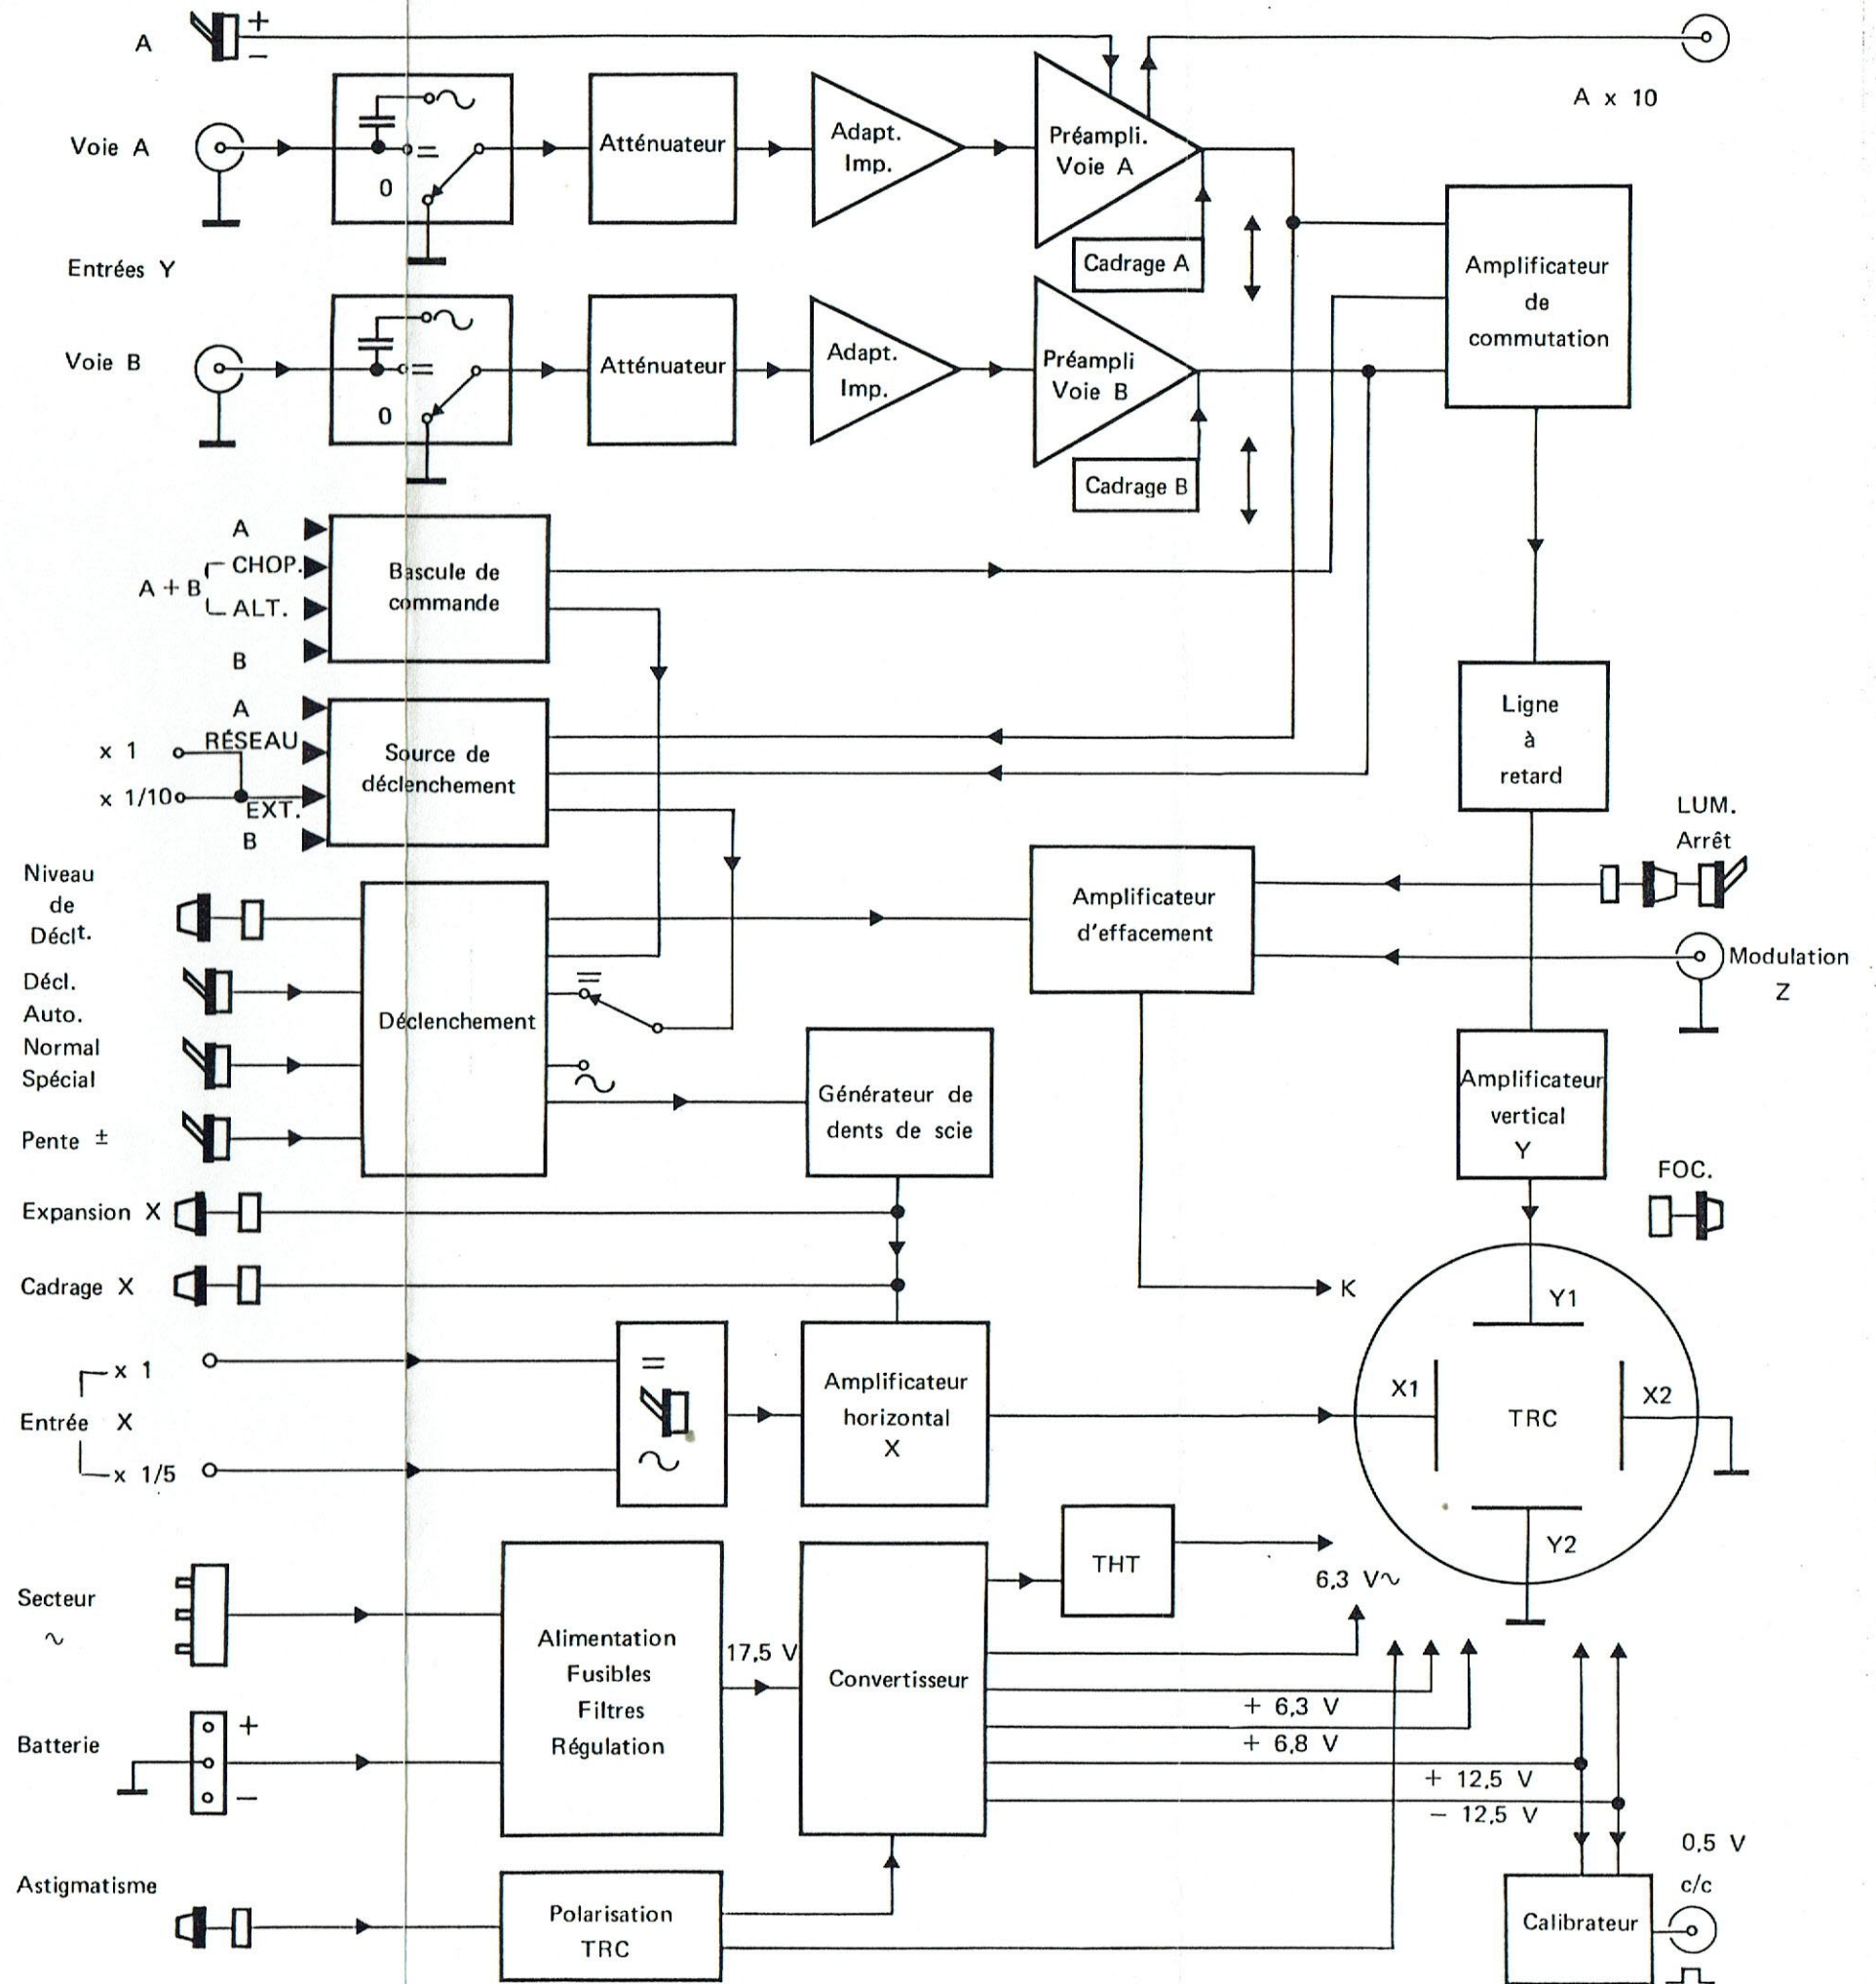 A
+
−
A x 10
Voie A
∼
=
0
Atténuateur
Adapt.
Imp.
Préampli.
Voie A
Cadrage A
Entrées Y
Amplificateur
de
commutation
Voie B
∼
=
0
Atténuateur
Adapt.
Imp.
Préampli
Voie B
Cadrage B
A
A + B
CHOP.
ALT.
B
Bascule de
commande
A
RÉSEAU
x 1
x 1/10
EXT.
B
Source de
déclenchement
Ligne
à
retard
LUM.
Arrêt
Niveau
de
Déclt.
Décl.
Auto.
Normal
Spécial
Pente ±
Déclenchement
=
∼
Amplificateur
d'effacement
Modulation
Z
Générateur de
dents de scie
Amplificateur
vertical
Y
FOC.
Expansion X
Cadrage X
K
Y1
X1
TRC
X2
Y2
x 1
Entrée X
x 1/5
=
∼
Amplificateur
horizontal
X
THT
6,3 V∼
Secteur
∼
Batterie
+
−
Alimentation
Fusibles
Filtres
Régulation
17,5 V
Convertisseur
+ 6,3 V
+ 6,8 V
+ 12,5 V
− 12,5 V
Astigmatisme
Polarisation
TRC
0,5 V
c/c
Calibrateur